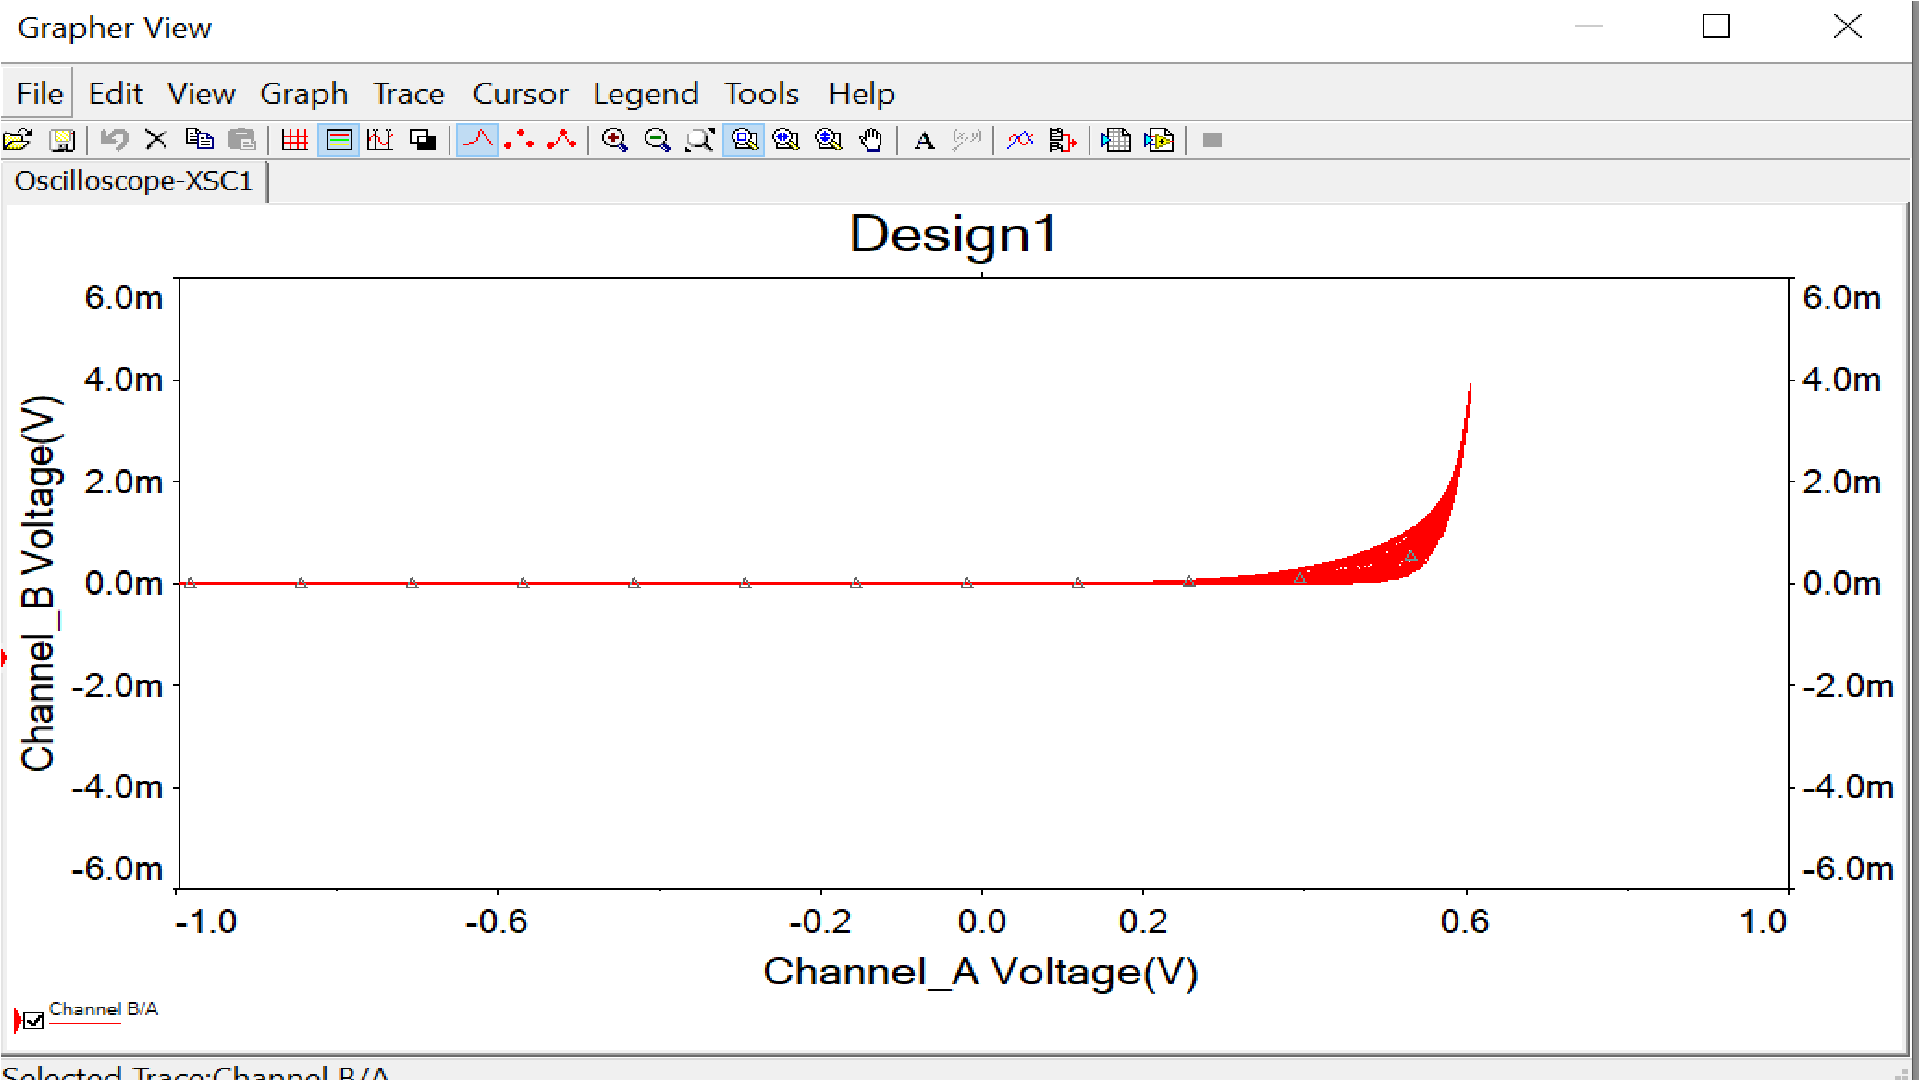 Grapher View
File Edit View Graph Trace Cursor Legend Tools Help
A
Oscilloscope-XSC1
Design1
6.0m 6.0m
4.0m 4.0m
2.0m 2.0m
0.0m 0.0m
-2.0m -2.0m
-4.0m -4.0m
-6.0m -6.0m
Channel_B Voltage(V)
-1.0 -0.6 -0.2 0.0 0.2 0.6 1.0
Channel_A Voltage(V)
Channel B/A
Selected Trace:Channel B/A